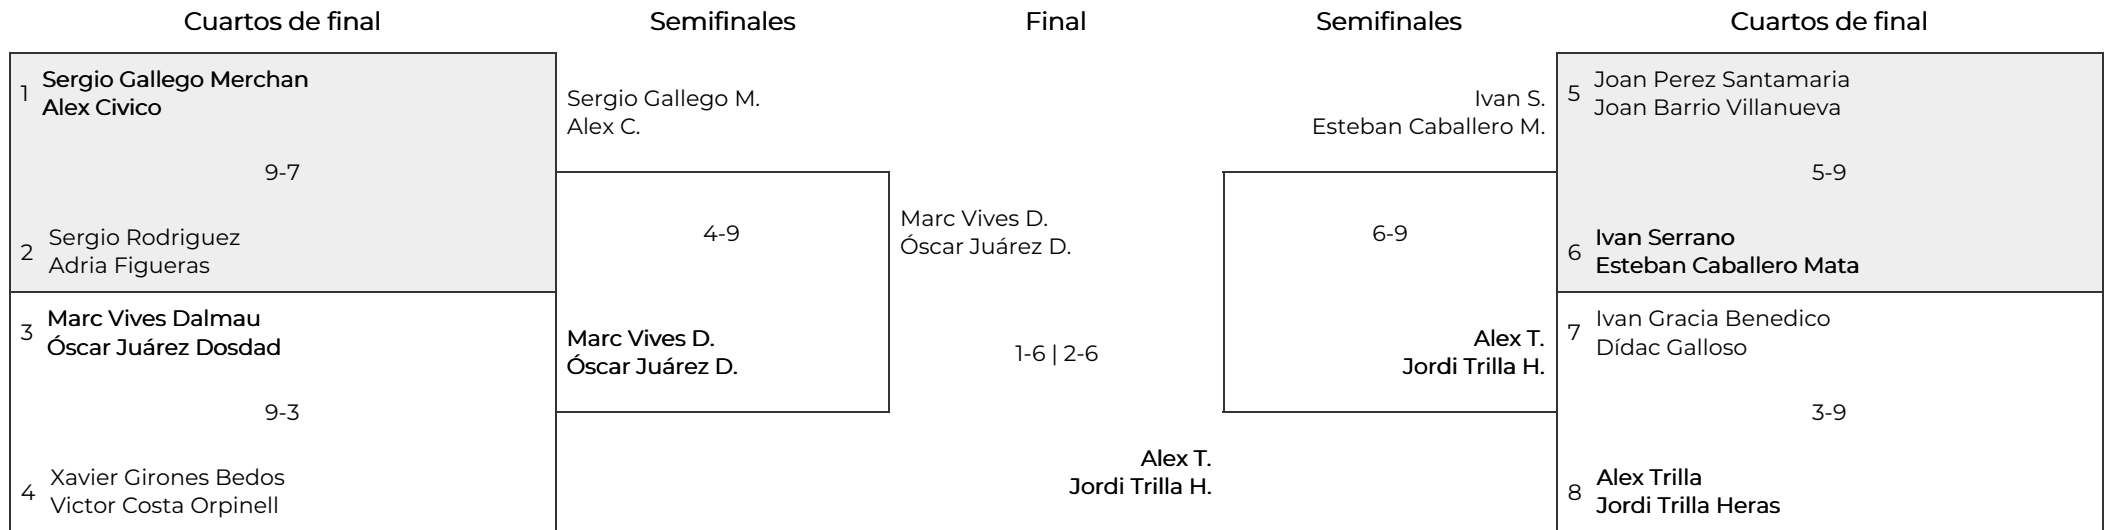 Cuartos de final
Semifinales
Final
Semifinales
Cuartos de final
1
Sergio Gallego Merchan
Alex Civico
9-7
2
Sergio Rodriguez
Adria Figueras
3
Marc Vives Dalmau
Óscar Juárez Dosdad
9-3
4
Xavier Girones Bedos
Victor Costa Orpinell
Sergio Gallego M.
Alex C.
4-9
Marc Vives D.
Óscar Juárez D.
Marc Vives D.
Óscar Juárez D.
1-6 | 2-6
Alex T.
Jordi Trilla H.
Ivan S.
Esteban Caballero M.
6-9
Alex T.
Jordi Trilla H.
5
Joan Perez Santamaria
Joan Barrio Villanueva
5-9
6
Ivan Serrano
Esteban Caballero Mata
7
Ivan Gracia Benedico
Dídac Galloso
3-9
8
Alex Trilla
Jordi Trilla Heras